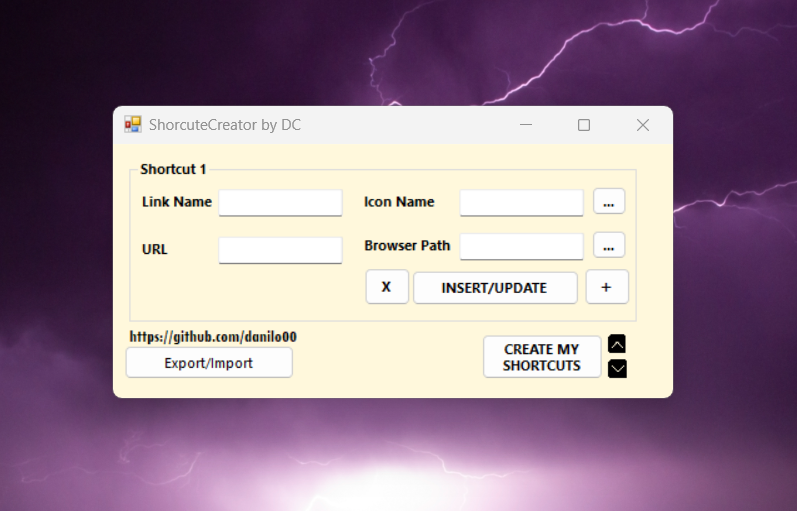 ShorcuteCreator by DC
Shortcut 1
Link Name
Icon Name
...
URL
Browser Path
...
X
INSERT/UPDATE
+
https://github.com/danilo00
Export/Import
CREATE MY
SHORTCUTS